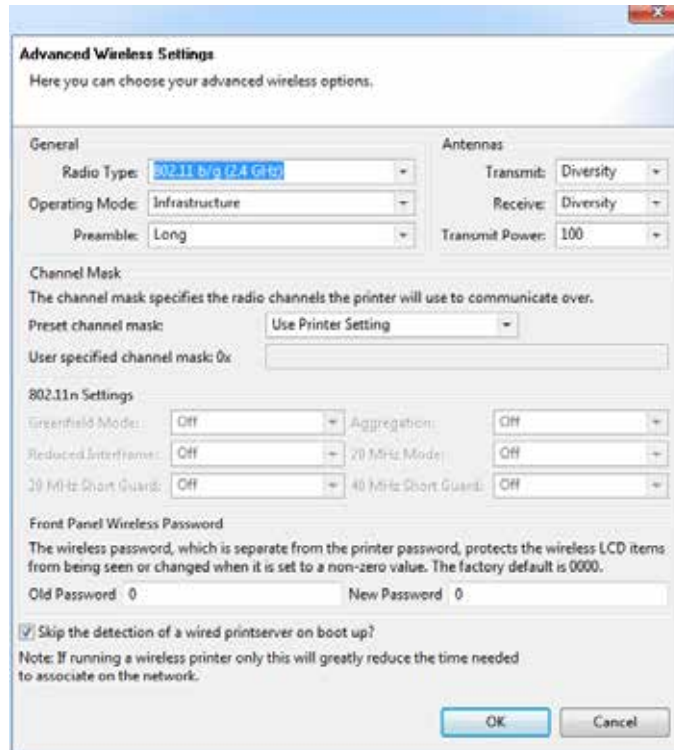 Advanced Wireless Settings
Here you can choose your advanced wireless options.
General
Antennas
Radio Type: 802.11 b/g (2.4 GHz)
Transmit: Diversity
Operating Mode: Infrastructure
Receive: Diversity
Preamble: Long
Transmit Power: 100
Channel Mask
The channel mask specifies the radio channels the printer will use to communicate over.
Preset channel mask: Use Printer Setting
User specified channel mask: 0x
802.11n Settings
Greenfield Mode: Off Aggregation: Off
Reduced Interframe: Off 20 MHz Mode: Off
20 MHz Short Guard: Off 40 MHz Short Guard: Off
Front Panel Wireless Password
The wireless password, which is separate from the printer password, protects the wireless LCD items
from being seen or changed when it is set to a non-zero value. The factory default is 0000.
Old Password 0 New Password 0
Skip the detection of a wired printserver on boot up?
Note: If running a wireless printer only this will greatly reduce the time needed
to associate on the network.
OK Cancel